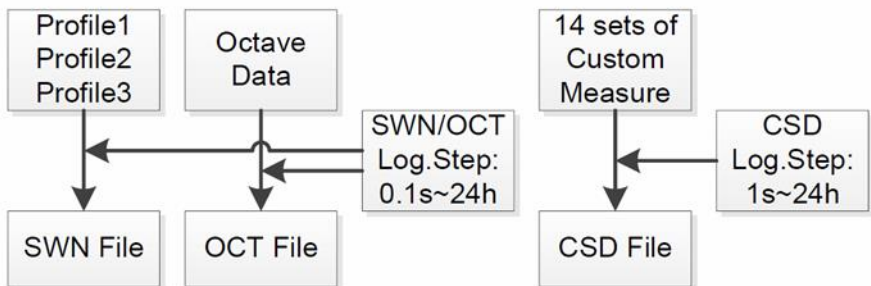 Profile1
Profile2
Profile3
Octave
Data
14 sets of
Custom
Measure
SWN/OCT
Log.Step:
0.1s~24h
CSD
Log.Step:
1s~24h
SWN File
OCT File
CSD File